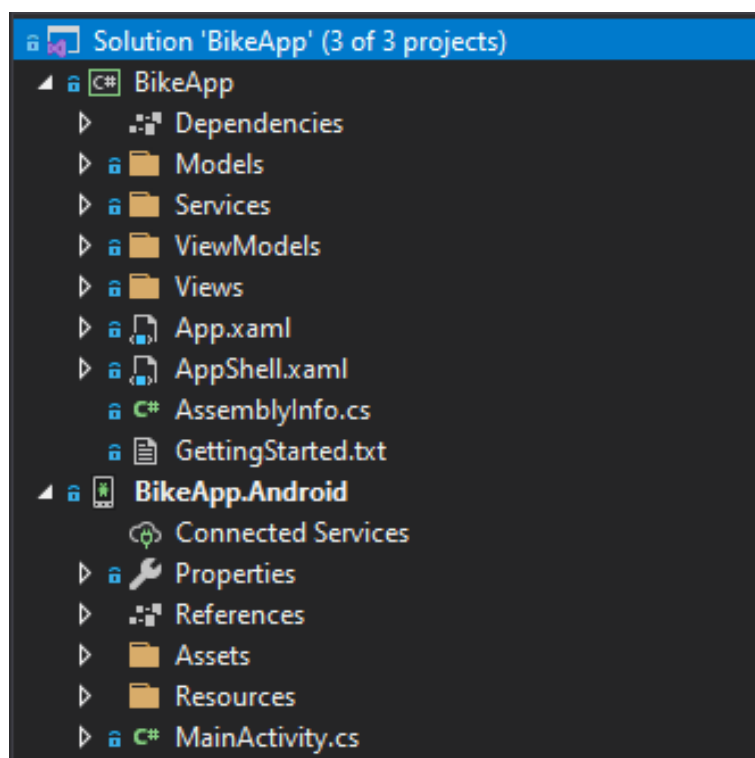 Solution 'BikeApp' (3 of 3 projects)
C# BikeApp
Dependencies
Models
Services
ViewModels
Views
App.xaml
AppShell.xaml
C# AssemblyInfo.cs
GettingStarted.txt
BikeApp.Android
Connected Services
Properties
References
Assets
Resources
C# MainActivity.cs